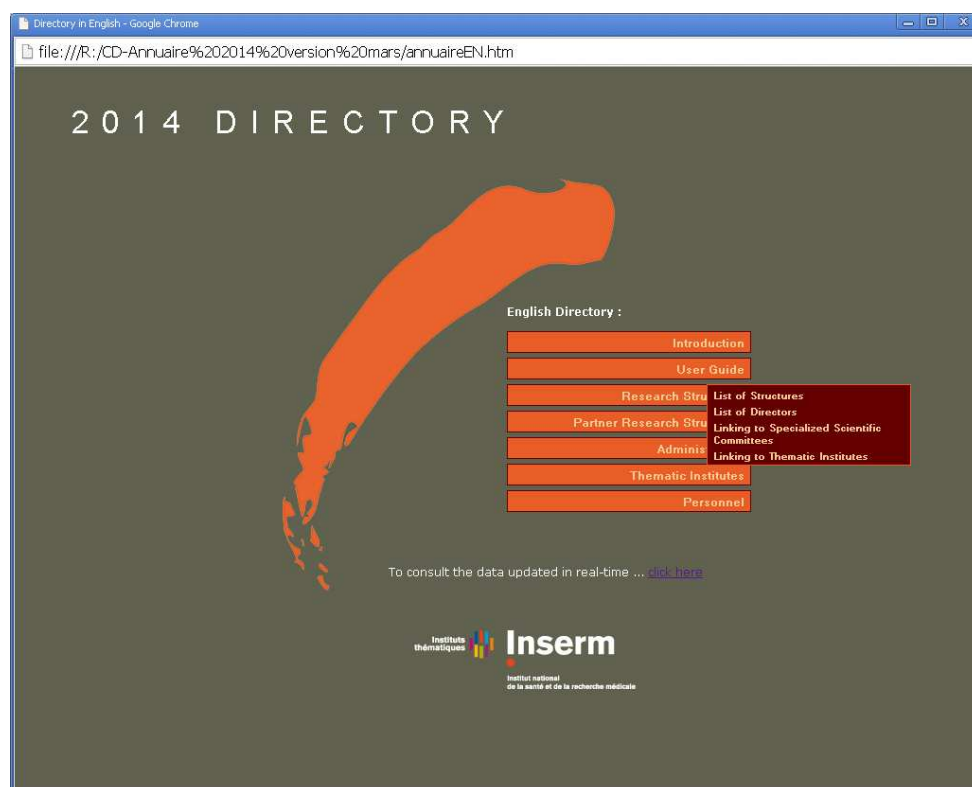 Directory in English - Google Chrome
file:///R:/CD-Annuaire%202014%20version%20mars/annuaireEN.htm
2014 DIRECTORY
English Directory :
Introduction
User Guide
Research Stru
List of Structures
List of Directors
Partner Research Stru
Linking to Specialized Scientific
Committees
Adminis
Linking to Thematic Institutes
Thematic Institutes
Personnel
To consult the data updated in real-time ... click here
Instituts
thématiques
Inserm
Institut national
de la santé et de la recherche médicale